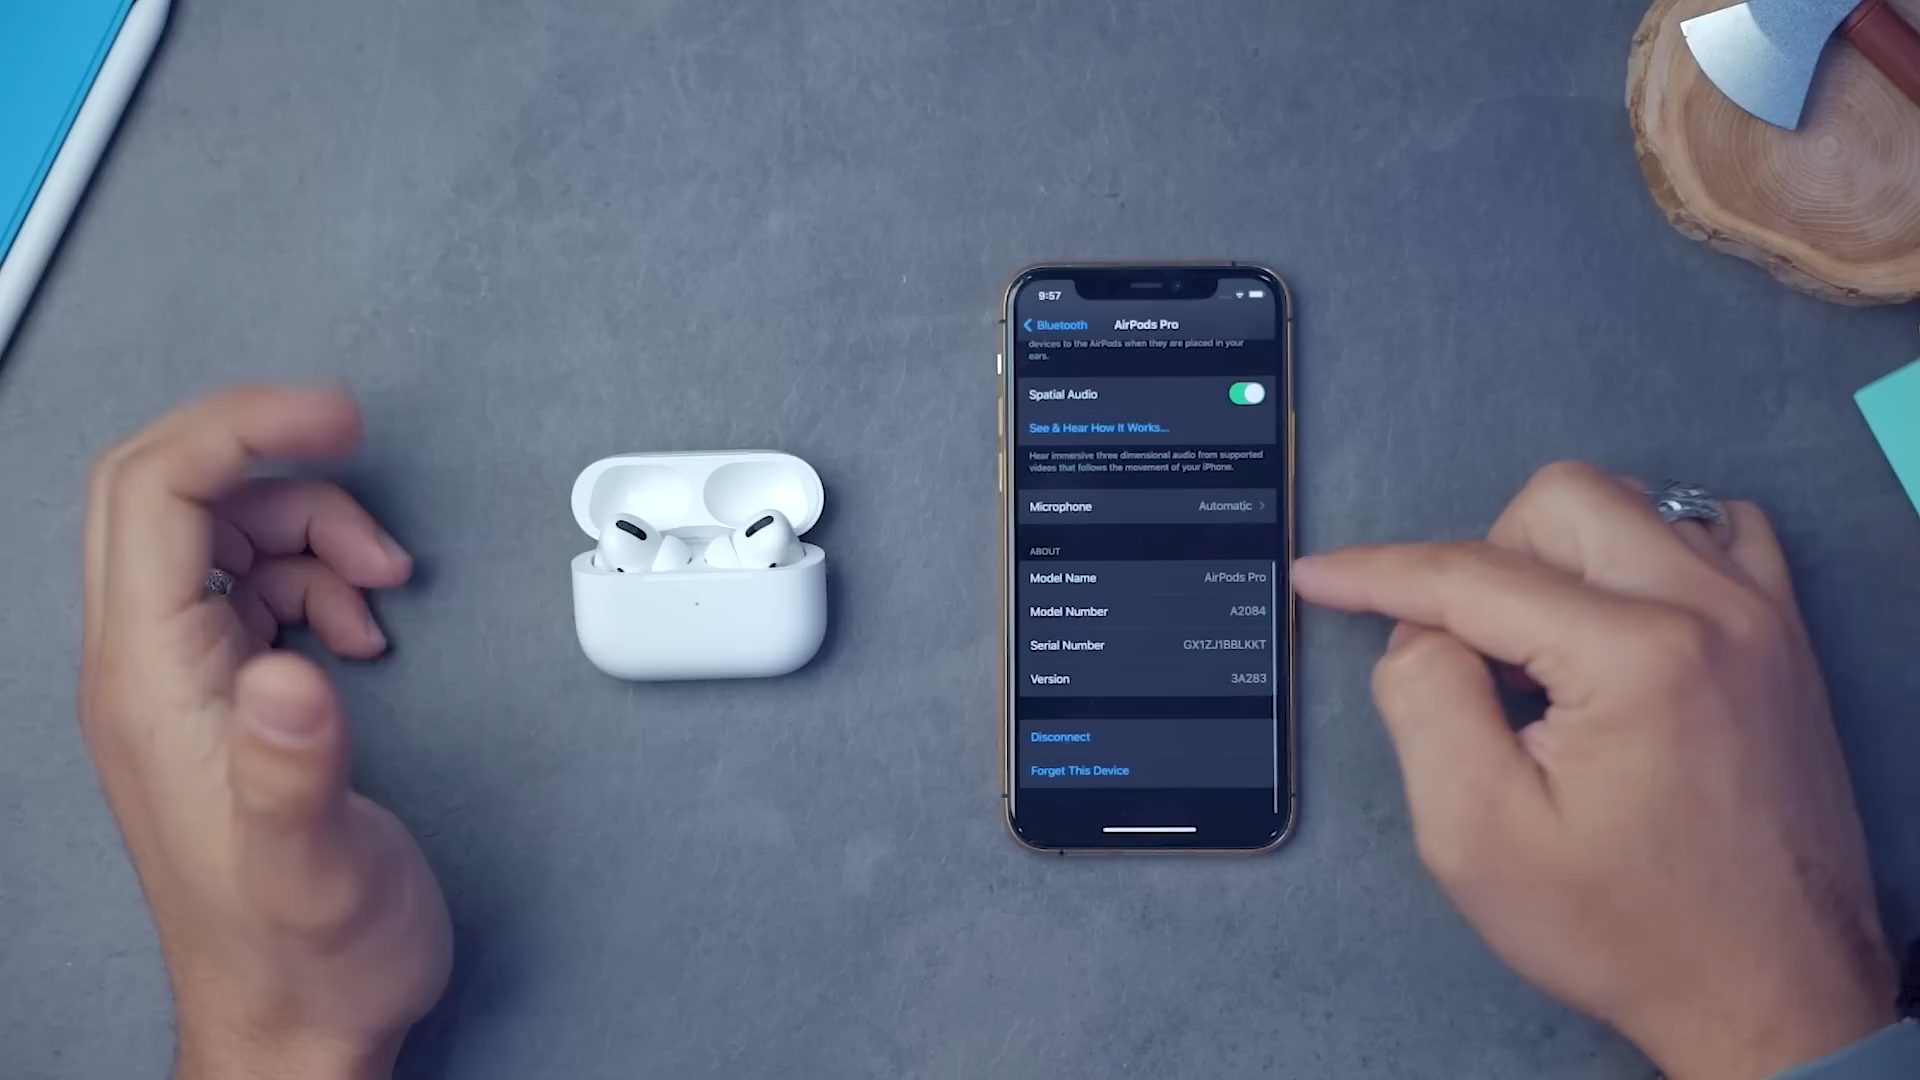 9:57
Bluetooth
AirPods Pro
devices to the AirPods when they are placed in your
ears.
Spatial Audio
See & Hear How It Works...
Hear immersive three dimensional audio from supported
videos that follows the movement of your iPhone.
Microphone Automatic
ABOUT
Model Name AirPods Pro
Model Number A2084
Serial Number GX1ZJ1BBLKKT
Version 3A283
Disconnect
Forget This Device